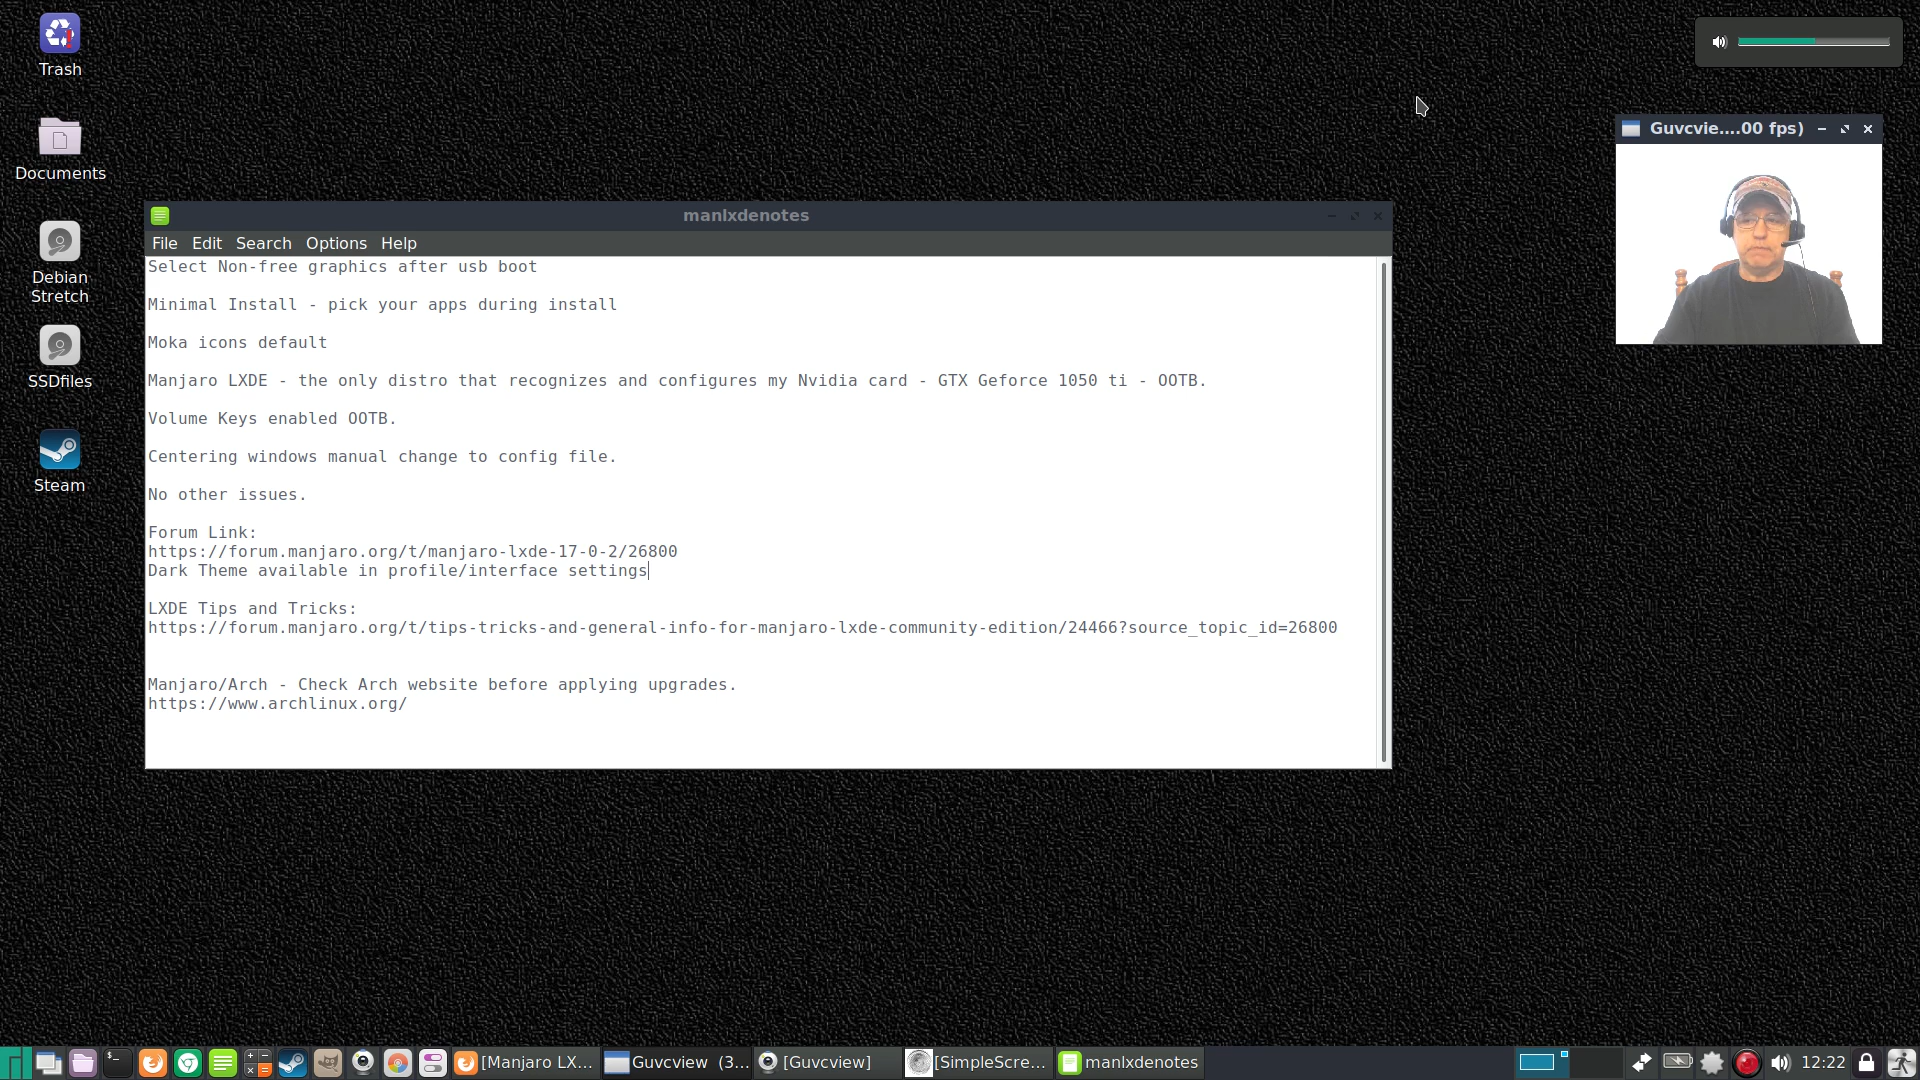 Trash
Documents
Debian
Stretch
SSDfiles
Steam
Guvcvie....00 fps)
manlxdenotes
File Edit Search Options Help
Select Non-free graphics after usb boot
Minimal Install - pick your apps during install
Moka icons default
Manjaro LXDE - the only distro that recognizes and configures my Nvidia card - GTX Geforce 1050 ti - OOTB.
Volume Keys enabled OOTB.
Centering windows manual change to config file.
No other issues.
Forum Link:
https://forum.manjaro.org/t/manjaro-lxde-17-0-2/26800
Dark Theme available in profile/interface settings
LXDE Tips and Tricks:
https://forum.manjaro.org/t/tips-tricks-and-general-info-for-manjaro-lxde-community-edition/24466?source_topic_id=26800
Manjaro/Arch - Check Arch website before applying upgrades.
https://www.archlinux.org/
[Manjaro LX... Guvcview (3... [Guvcview] [SimpleScre... manlxdenotes 12:22